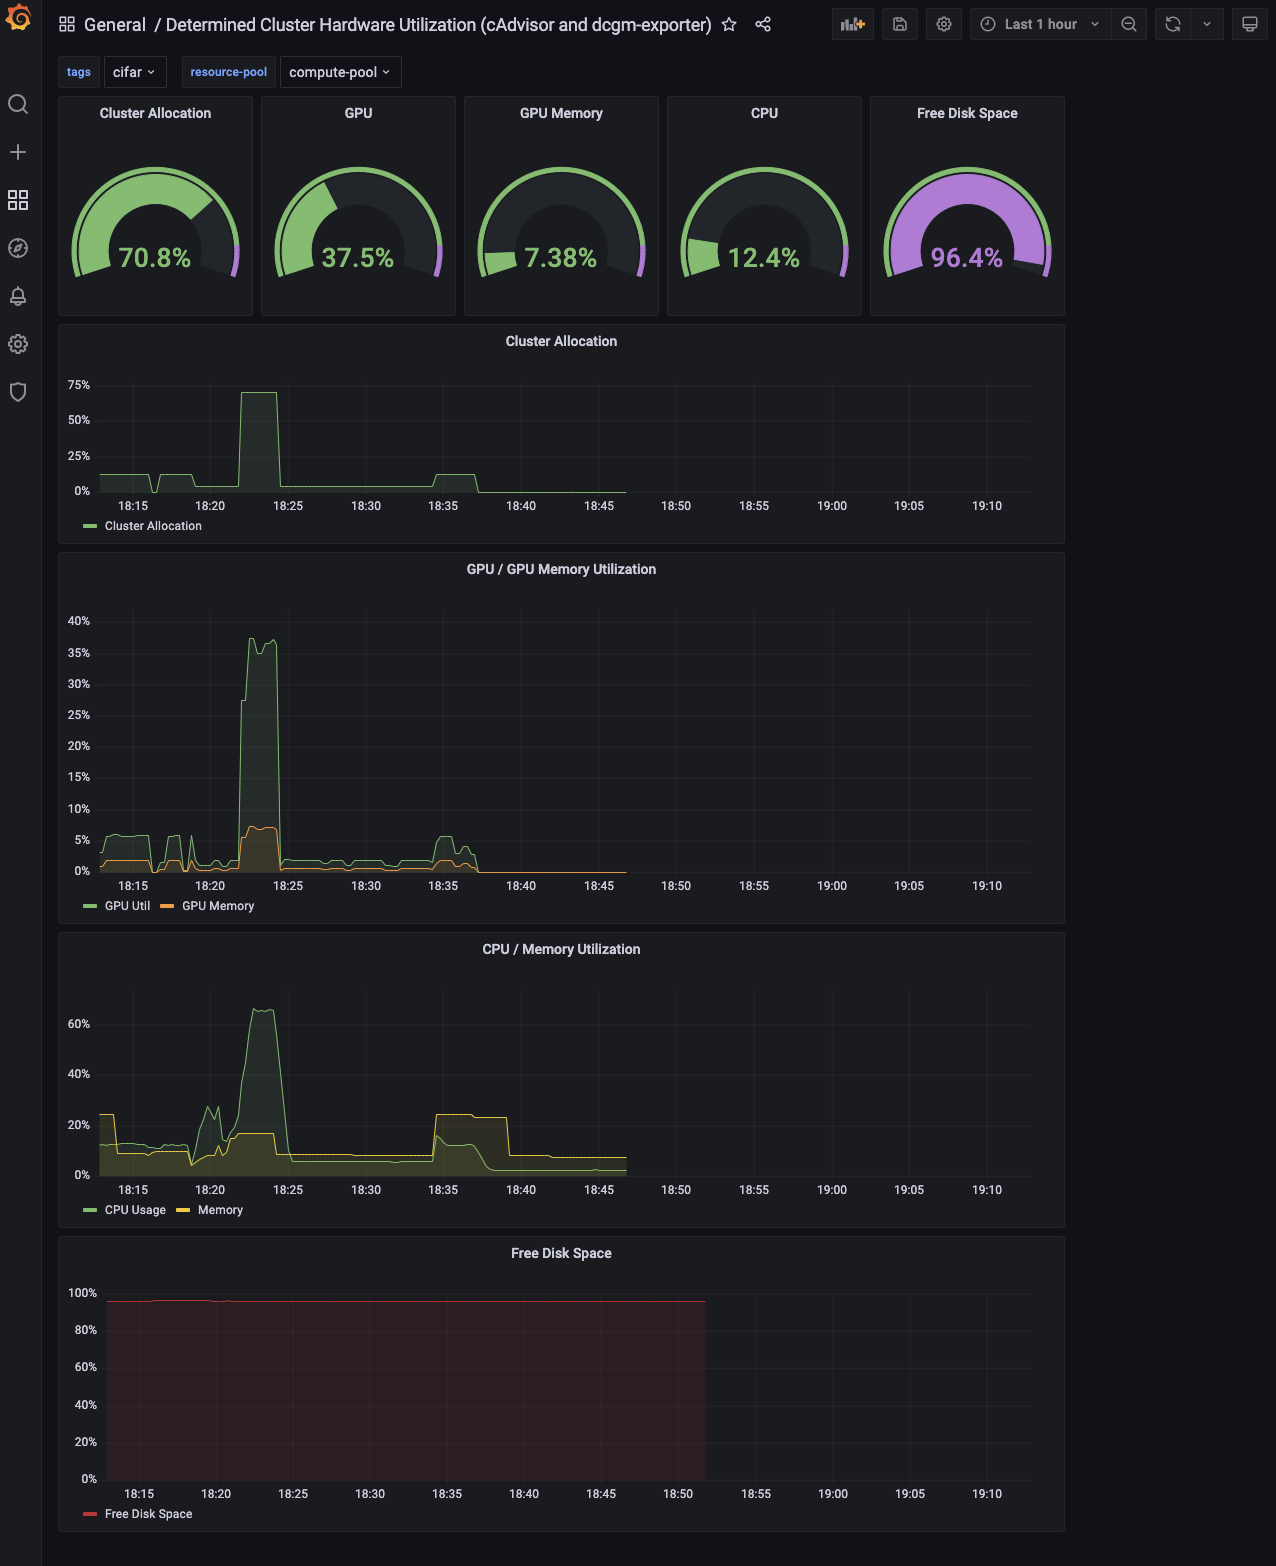 General / Determined Cluster Hardware Utilization (cAdvisor and dcgm-exporter)
Last 1 hour
tags cifar resource-pool compute-pool
Cluster Allocation GPU GPU Memory CPU Free Disk Space
70.8% 37.5% 7.38% 12.4% 96.4%
Cluster Allocation
75%
50%
25%
0%
18:15 18:20 18:25 18:30 18:35 18:40 18:45 18:50 18:55 19:00 19:05 19:10
Cluster Allocation
GPU / GPU Memory Utilization
40%
35%
30%
25%
20%
15%
10%
5%
0%
18:15 18:20 18:25 18:30 18:35 18:40 18:45 18:50 18:55 19:00 19:05 19:10
GPU Util GPU Memory
CPU / Memory Utilization
60%
40%
20%
0%
18:15 18:20 18:25 18:30 18:35 18:40 18:45 18:50 18:55 19:00 19:05 19:10
CPU Usage Memory
Free Disk Space
100%
80%
60%
40%
20%
0%
18:15 18:20 18:25 18:30 18:35 18:40 18:45 18:50 18:55 19:00 19:05 19:10
Free Disk Space